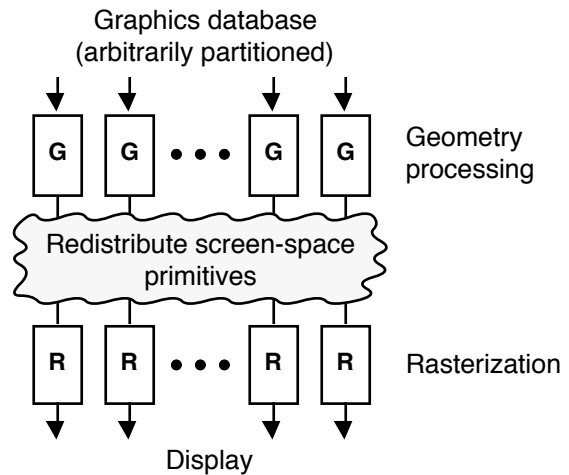 Graphics database
(arbitrarily partitioned)
G G ••• G G
Geometry
processing
Redistribute screen-space
primitives
R R ••• R R
Rasterization
Display